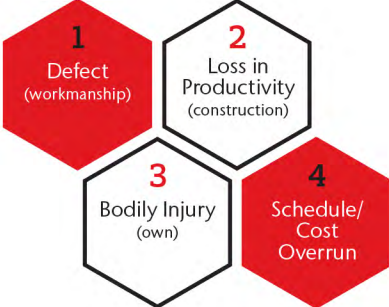 1
Defect
(workmanship)
2
Loss in
Productivity
(construction)
3
Bodily Injury
(own)
4
Schedule/
Cost
Overrun